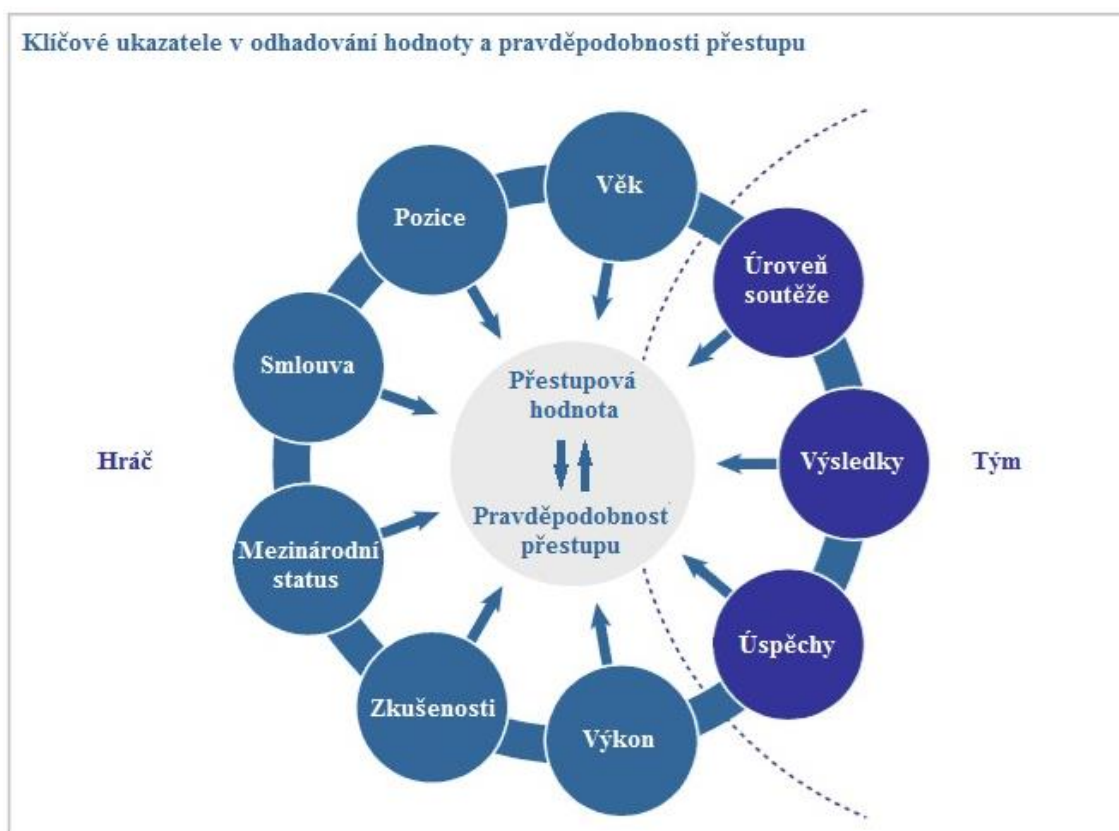 Klíčové ukazatele v odhadování hodnoty a pravděpodobnosti přestupu
Věk
Pozice
Úroveň
soutěže
Smlouva
Přestupová
hodnota
Hráč
Výsledky
Tým
Pravděpodobnosť
přestupu
Mezinárodní
status
Úspěchy
Zkušenosti
Výkon